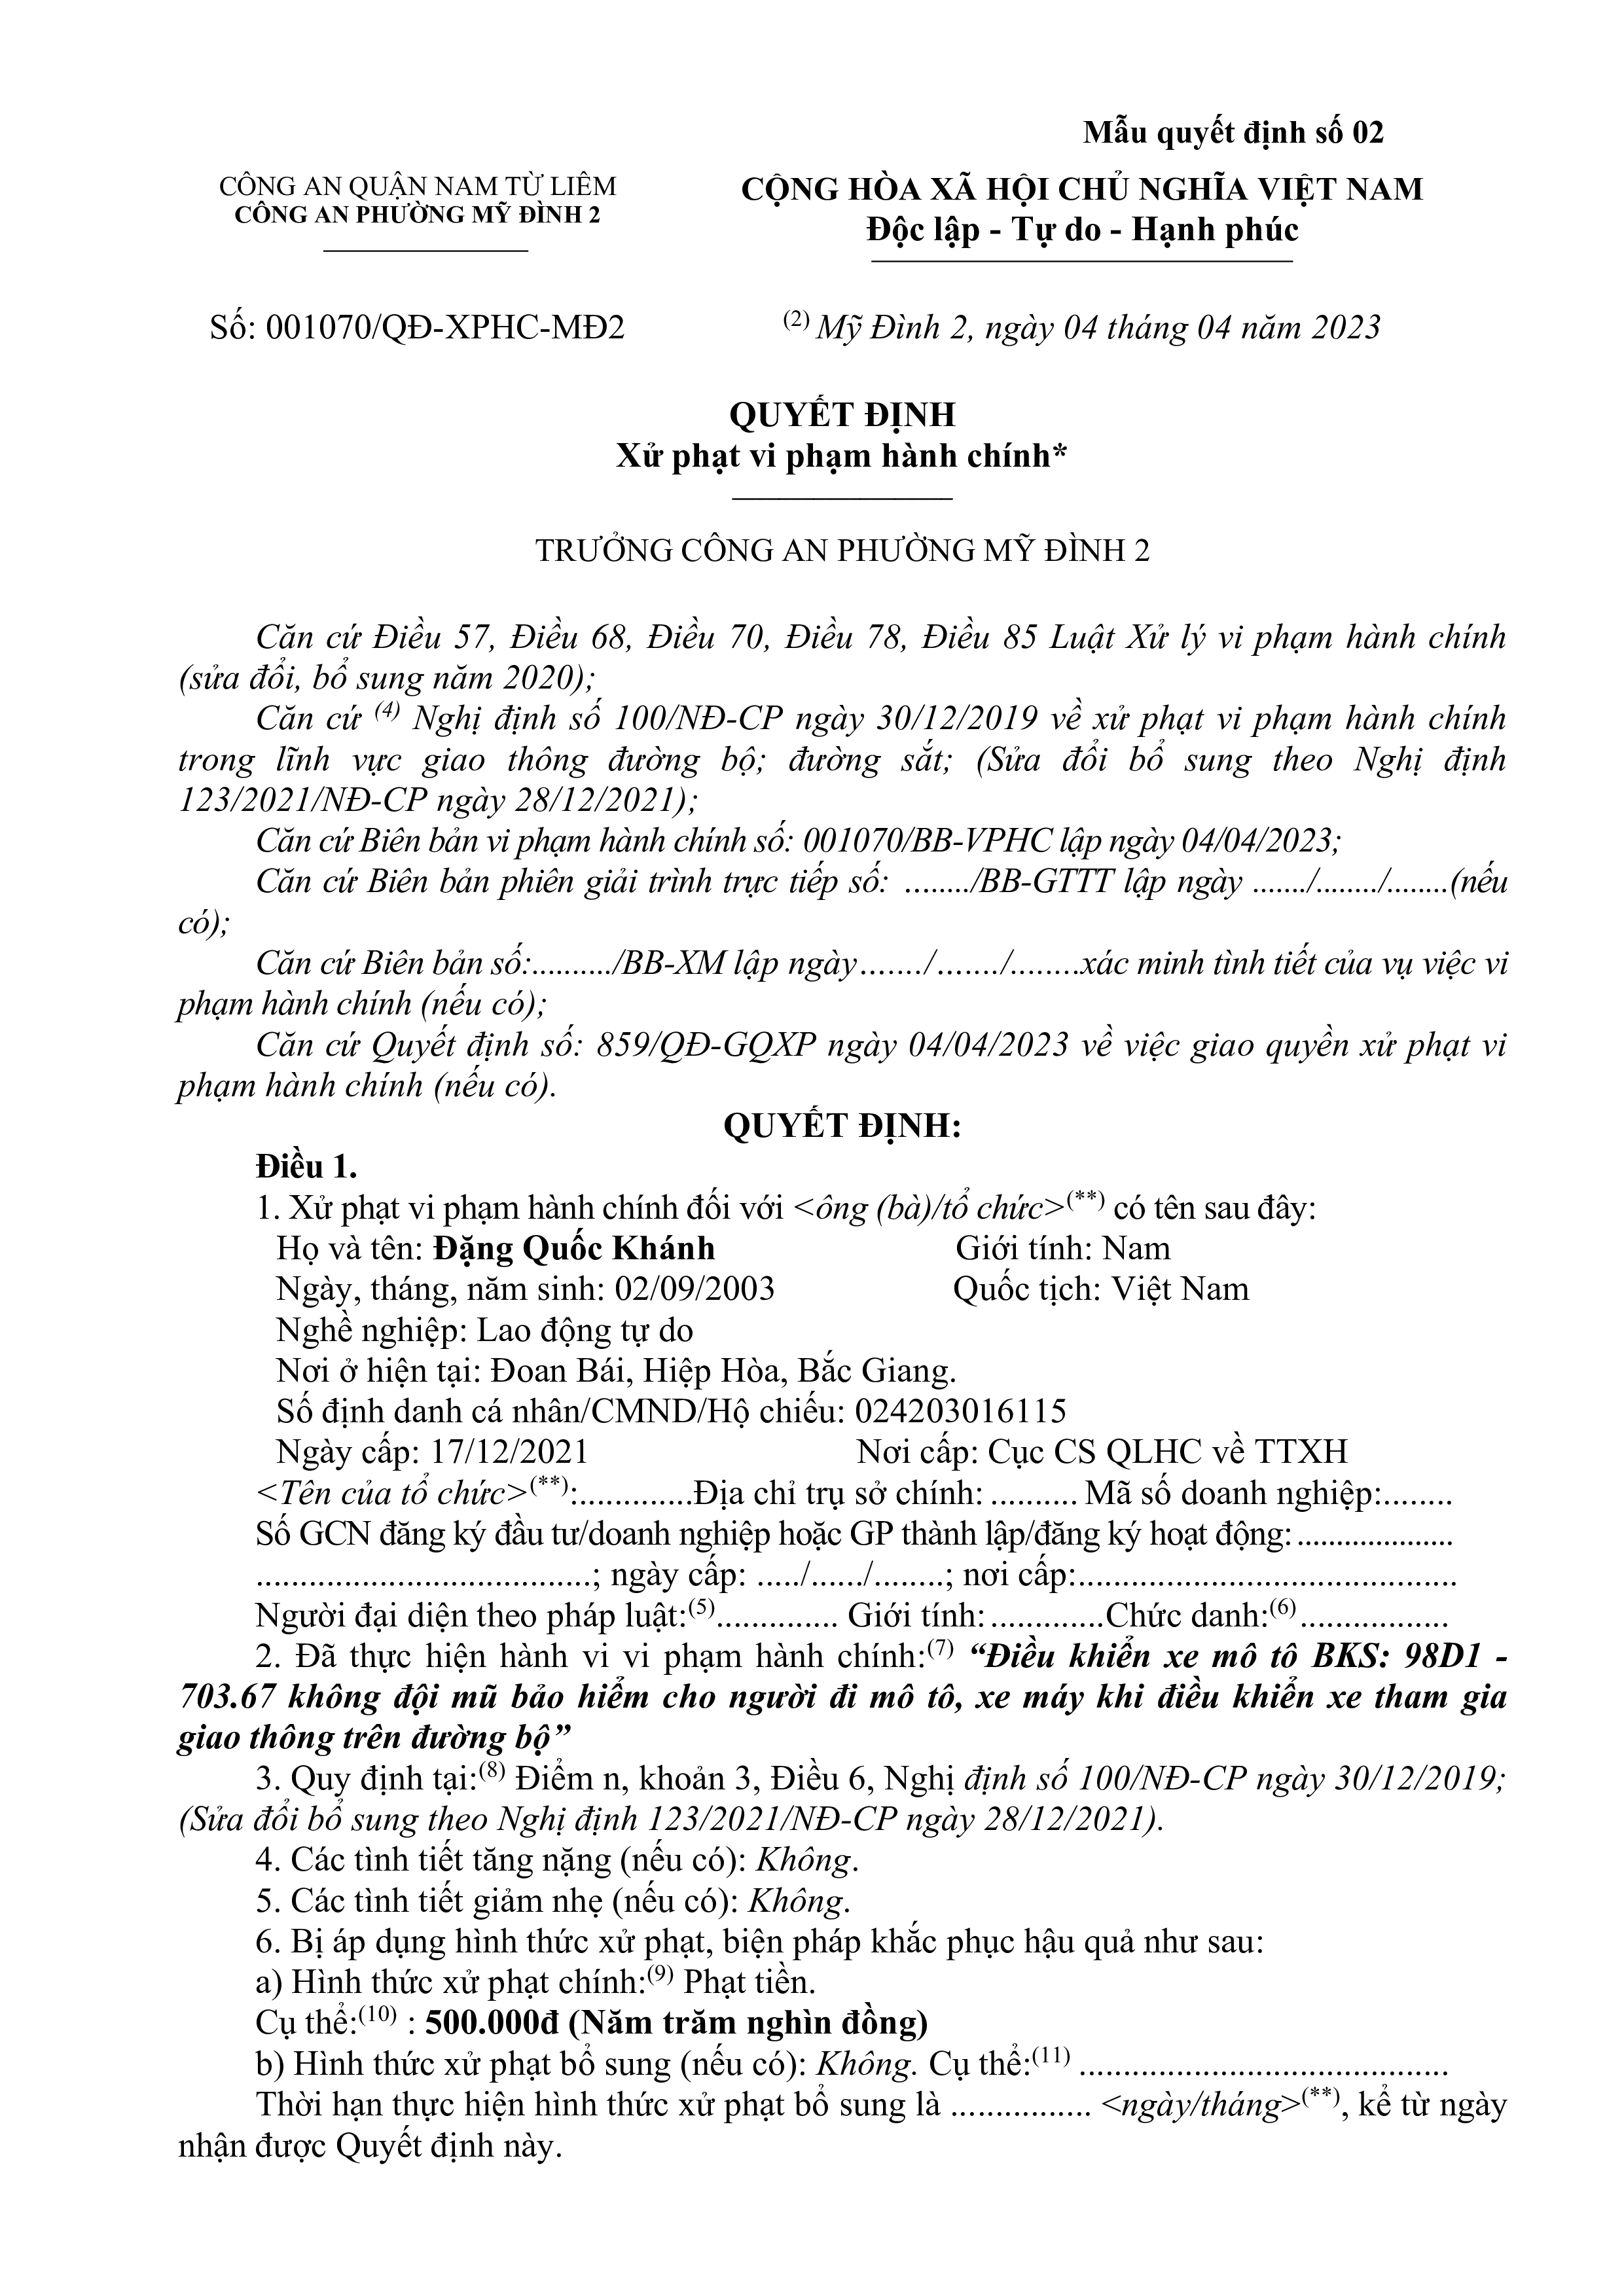 Mẫu quyết định số 02
CÔNG AN QUẬN NAM TỪ LIÊM
CÔNG AN PHƯỜNG MỸ ĐÌNH 2
CỘNG HÒA XÃ HỘI CHỦ NGHĨA VIỆT NAM
Độc lập - Tự do - Hạnh phúc
Số: 001070/QĐ-XPHC-MĐ2
(2) Mỹ Đình 2, ngày 04 tháng 04 năm 2023
QUYẾT ĐỊNH
Xử phạt vi phạm hành chính*
TRƯỞNG CÔNG AN PHƯỜNG MỸ ĐÌNH 2
Căn cứ Điều 57, Điều 68, Điều 70, Điều 78, Điều 85 Luật Xử lý vi phạm hành chính
(sửa đổi, bổ sung năm 2020);
Căn cứ (4) Nghị định số 100/NĐ-CP ngày 30/12/2019 về xử phạt vi phạm hành chính
trong lĩnh vực giao thông đường bộ; đường sắt; (Sửa đổi bổ sung theo Nghị định
123/2021/NĐ-CP ngày 28/12/2021);
Căn cứ Biên bản vi phạm hành chính số: 001070/BB-VPHC lập ngày 04/04/2023;
Căn cứ Biên bản phiên giải trình trực tiếp số: ......../BB-GTTT lập ngày ......./......../........(nếu
có);
Căn cứ Biên bản số:........../BB-XM lập ngày......./......./........xác minh tình tiết của vụ việc vi
phạm hành chính (nếu có);
Căn cứ Quyết định số: 859/QĐ-GQXP ngày 04/04/2023 về việc giao quyền xử phạt vi
phạm hành chính (nếu có).
QUYẾT ĐỊNH:
Điều 1.
1. Xử phạt vi phạm hành chính đối với <ông (bà)/tổ chức>(**) có tên sau đây:
Họ và tên: Đặng Quốc Khánh Giới tính: Nam
Ngày, tháng, năm sinh: 02/09/2003 Quốc tịch: Việt Nam
Nghề nghiệp: Lao động tự do
Nơi ở hiện tại: Đoan Bái, Hiệp Hòa, Bắc Giang.
Số định danh cá nhân/CMND/Hộ chiếu: 024203016115
Ngày cấp: 17/12/2021 Nơi cấp: Cục CS QLHC về TTXH
<Tên của tổ chức>(**):.............Địa chỉ trụ sở chính: .......... Mã số doanh nghiệp:........
Số GCN đăng ký đầu tư/doanh nghiệp hoặc GP thành lập/đăng ký hoạt động: ....................
......................................; ngày cấp: ...../....../........; nơi cấp:...........................................
Người đại diện theo pháp luật:(5).............. Giới tính: .............Chức danh:(6) .................
2. Đã thực hiện hành vi vi phạm hành chính:(7) “Điều khiển xe mô tô BKS: 98D1 -
703.67 không đội mũ bảo hiểm cho người đi mô tô, xe máy khi điều khiển xe tham gia
giao thông trên đường bộ”
3. Quy định tại:(8) Điểm n, khoản 3, Điều 6, Nghị định số 100/NĐ-CP ngày 30/12/2019;
(Sửa đổi bổ sung theo Nghị định 123/2021/NĐ-CP ngày 28/12/2021).
4. Các tình tiết tăng nặng (nếu có): Không.
5. Các tình tiết giảm nhẹ (nếu có): Không.
6. Bị áp dụng hình thức xử phạt, biện pháp khắc phục hậu quả như sau:
a) Hình thức xử phạt chính:(9) Phạt tiền.
Cụ thể:(10) : 500.000đ (Năm trăm nghìn đồng)
b) Hình thức xử phạt bổ sung (nếu có): Không. Cụ thể:(11) ..........................................
Thời hạn thực hiện hình thức xử phạt bổ sung là ................ <ngày/tháng>(**), kể từ ngày
nhận được Quyết định này.